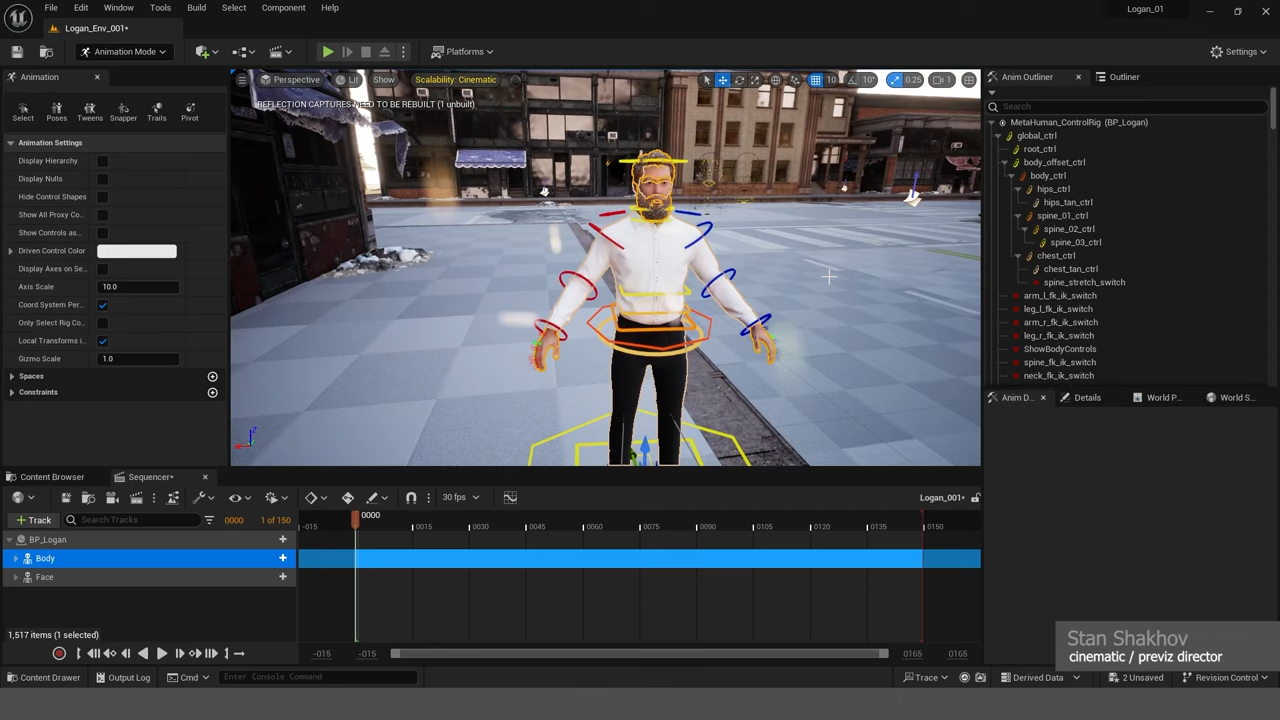 File Edit Window Tools Build Select Component Help
Logan_01
Logan_Env_001*
Animation Mode
Platforms
Settings
Animation
Perspective Lit Show Scalability: Cinematic
10 10° 0.25 1
Anim Outliner
Outliner
REFLECTION CAPTURES NEED TO BE REBUILT (1 unbuilt)
Select Poses Tweens Snapper Trails Pivot
Search
Animation Settings
Display Hierarchy
Display Nulls
Hide Control Shapes
Show All Proxy Co...
Show Controls as...
Driven Control Color
Display Axes on Se...
Axis Scale 10.0
Coord System Per...
Only Select Rig Co...
Local Transforms i...
Gizmo Scale 1.0
Spaces
Constraints
MetaHuman_ControlRig (BP_Logan)
global_ctrl
root_ctrl
body_offset_ctrl
body_ctrl
hips_ctrl
hips_tan_ctrl
spine_01_ctrl
spine_02_ctrl
spine_03_ctrl
chest_ctrl
chest_tan_ctrl
spine_stretch_switch
arm_l_fk_ik_switch
leg_l_fk_ik_switch
arm_r_fk_ik_switch
leg_r_fk_ik_switch
ShowBodyControls
spine_fk_ik_switch
neck_fk_ik_switch
Anim D... Details World P... World S...
Z
Content Browser
Sequencer*
30 fps
Logan_001*
Track
Search Tracks
0000 1 of 150
0000
-015 0015 0030 0045 0060 0075 0090 0105 0120 0135 0150
BP_Logan
Body
Face
1,517 items (1 selected)
-015 -015 0165 0165
Stan Shakhov
cinematic / previz director
Content Drawer Output Log Cmd Enter Console Command
Trace Derived Data 2 Unsaved Revision Control